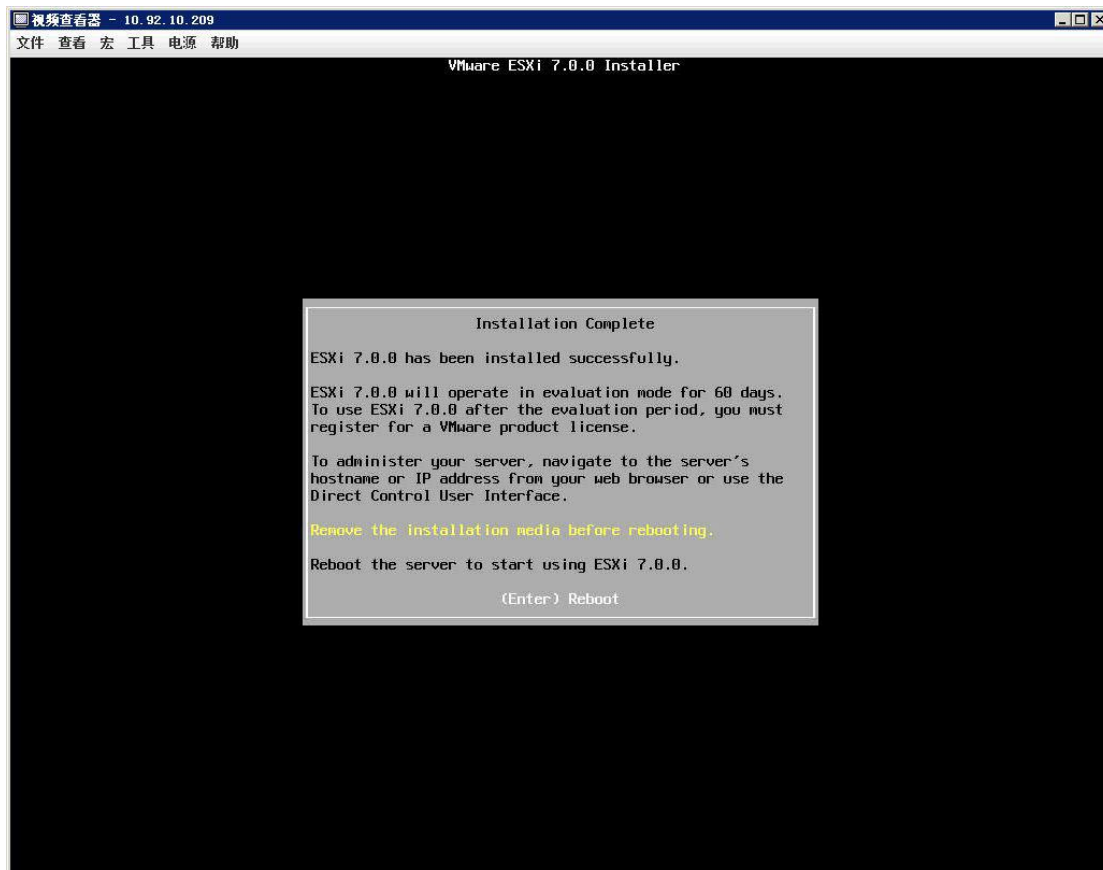 视频查看器 - 10.92.10.209
文件 查看 宏 工具 电源 帮助
VMware ESXi 7.0.0 Installer
Installation Complete
ESXi 7.0.0 has been installed successfully.
ESXi 7.0.0 will operate in evaluation mode for 60 days.
To use ESXi 7.0.0 after the evaluation period, you must
register for a VMware product license.
To administer your server, navigate to the server's
hostname or IP address from your web browser or use the
Direct Control User Interface.
Remove the installation media before rebooting.
Reboot the server to start using ESXi 7.0.0.
(Enter) Reboot